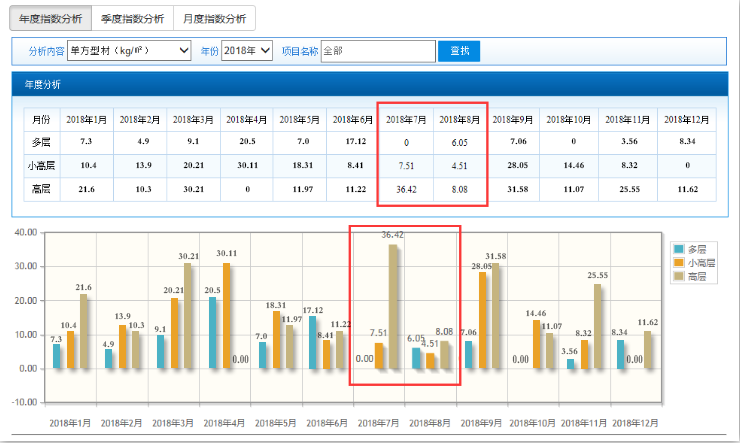 年度指数分析 季度指数分析 月度指数分析
分析内容 单方型材（kg/㎡） 年份 2018年 项目名称 全部 查找
年度分析
月份 2018年1月 2018年2月 2018年3月 2018年4月 2018年5月 2018年6月 2018年7月 2018年8月 2018年9月 2018年10月 2018年11月 2018年12月
多层 7.3 4.9 9.1 20.5 7.0 17.12 0 6.05 7.06 0 3.56 8.34
小高层 10.4 13.9 20.21 30.11 18.31 8.41 7.51 4.51 28.05 14.46 8.32 0
高层 21.6 10.3 30.21 0 11.97 11.22 36.42 8.08 31.58 11.07 25.55 11.62
40.00
30.00
20.00
10.00
0.00
-10.00
7.3 10.4 21.6
4.9 13.9 10.3
9.1 20.21 30.21
20.5 30.11 0.00
7.0 18.31 11.97
17.12 8.41 11.22
0.00 7.51 36.42
6.05 4.51 8.08
7.06 28.05 31.58
0.00 14.46 11.07
3.56 8.32 25.55
8.34 0.00 11.62
多层
小高层
高层
2018年1月 2018年2月 2018年3月 2018年4月 2018年5月 2018年6月 2018年7月 2018年8月 2018年9月 2018年10月 2018年11月 2018年12月